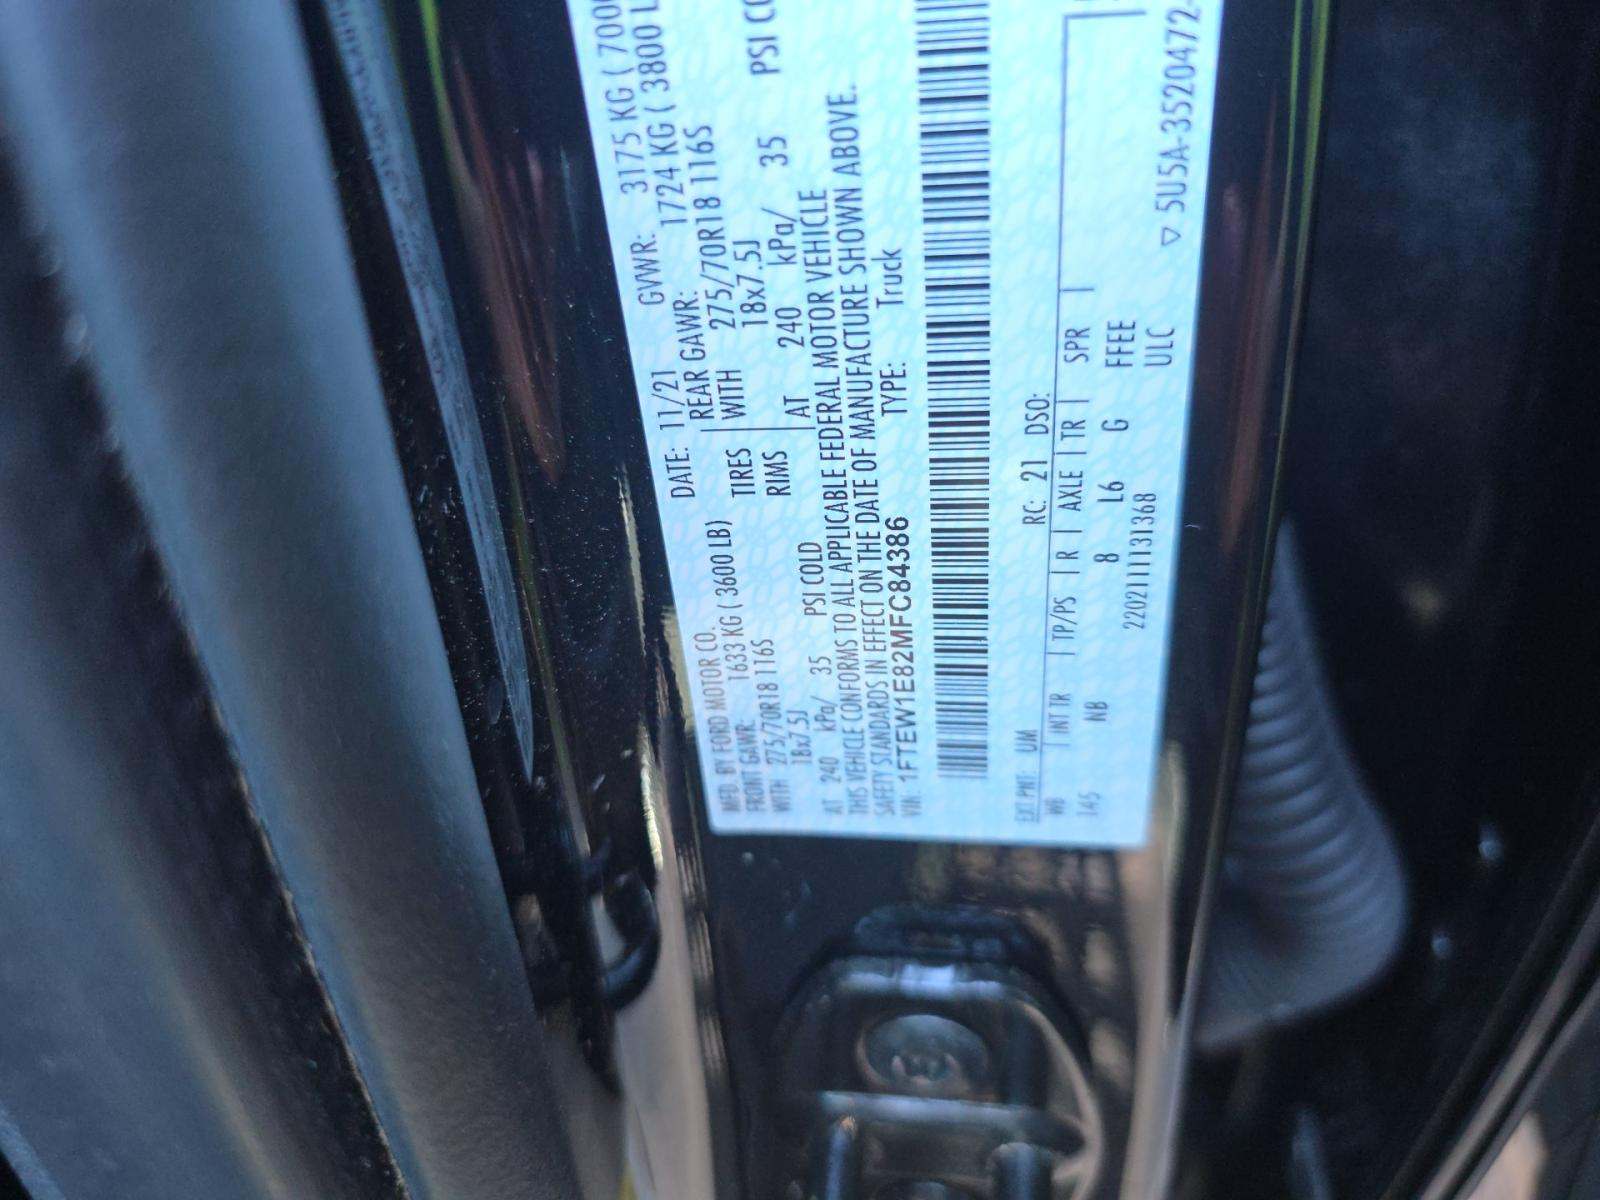 MFD. BY FORD MOTOR CO. DATE: 11/21 GVWR: 3175 KG ( 700
FRONT GAWR: 1633 KG ( 3600 LB) REAR GAWR: 1724 KG ( 3800 L
WITH 275/70R18 116S TIRES WITH 275/70R18 116S
18x7.5J RIMS 18x7.5J
AT 240 kPa/ 35 PSI COLD AT 240 kPa/ 35 PSI CO
THIS VEHICLE CONFORMS TO ALL APPLICABLE FEDERAL MOTOR VEHICLE
SAFETY STANDARDS IN EFFECT ON THE DATE OF MANUFACTURE SHOWN ABOVE.
VIN: 1FTEW1E82MFC84386 TYPE: Truck
EXT PNT: UM RC: 21 DSO:
WB | INT TR | TP/PS | R | AXLE | TR | SPR |
145 NB 8 L6 G FFEE
22021111131368 ULC
▽ 5U5A-3520472-